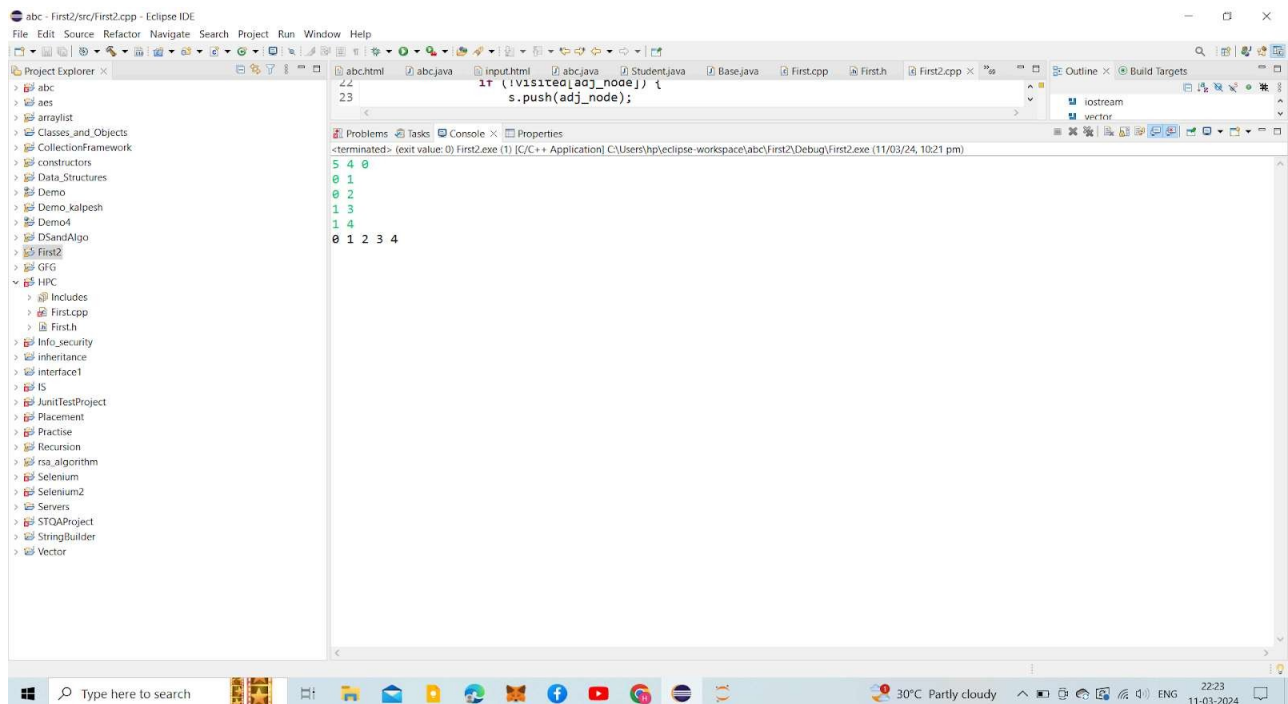 abc - First2/src/First2.cpp - Eclipse IDE
File Edit Source Refactor Navigate Search Project Run Window Help
Project Explorer
abc
aes
arraylist
Classes_and_Objects
CollectionFramework
constructors
Data_Structures
Demo
Demo_kalpesh
Demo4
DSandAlgo
First2
GFG
HPC
Includes
First.cpp
First.h
Info_security
inheritance
interface1
IS
JunitTestProject
Placement
Practise
Recursion
rsa_algorithm
Selenium
Selenium2
Servers
STQAProject
StringBuilder
Vector
abc.html abc.java input.html abc.java Student.java Base.java First.cpp First.h First2.cpp
22 if (!visited[adj_node]) {
23 s.push(adj_node);
Outline Build Targets
iostream
vector
Problems Tasks Console Properties
<terminated> (exit value: 0) First2.exe (1) [C/C++ Application] C:\Users\hp\eclipse-workspace\abc\First2\Debug\First2.exe (11/03/24, 10:21 pm)
5 4 0
0 1
0 2
1 3
1 4
0 1 2 3 4
Type here to search
30°C Partly cloudy
ENG
22:23
11-03-2024